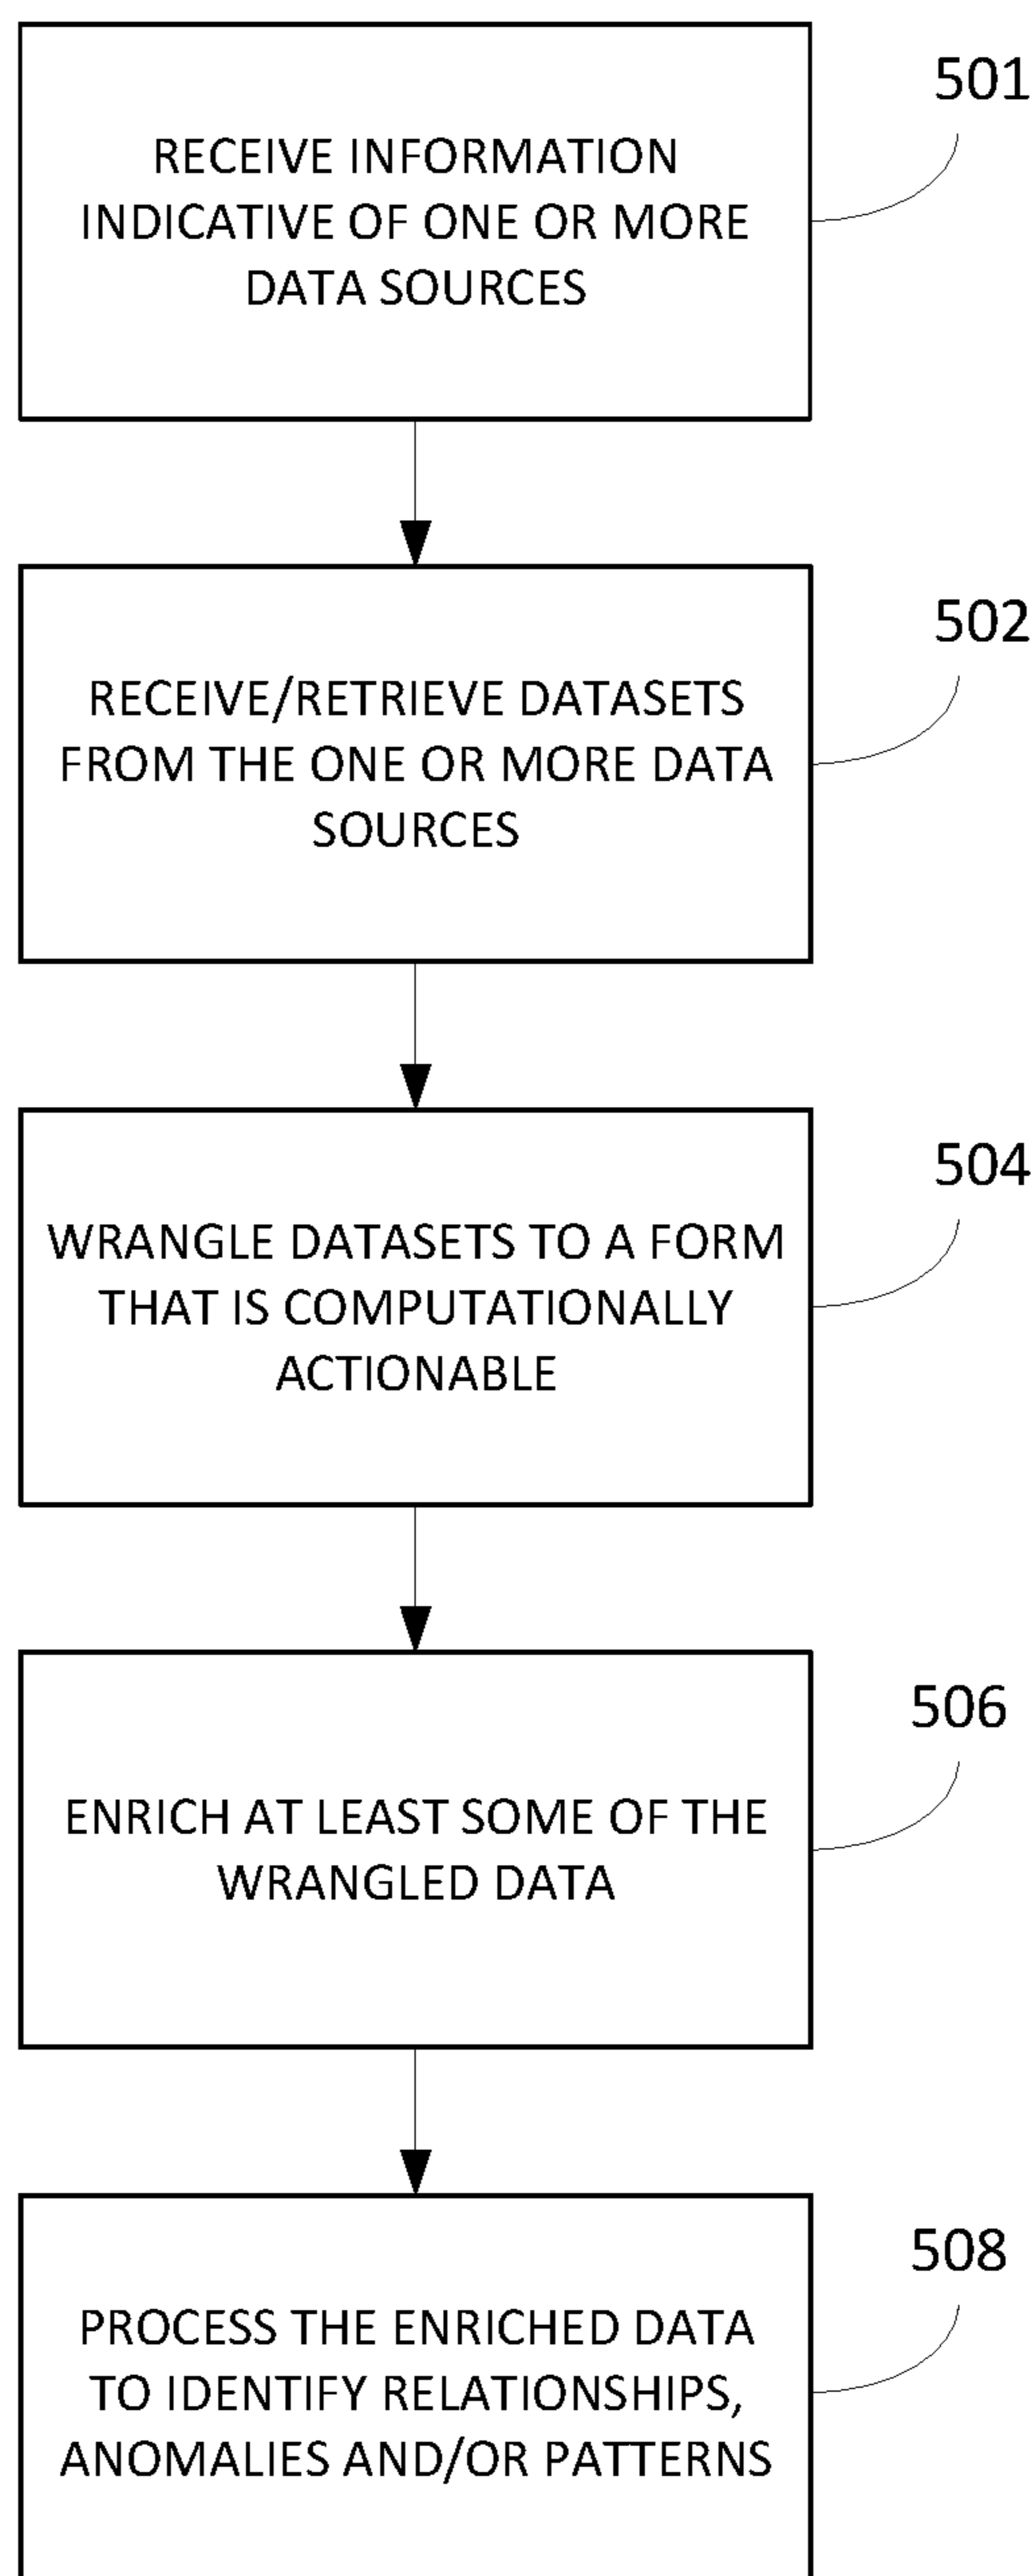 501
RECEIVE INFORMATION
INDICATIVE OF ONE OR MORE
DATA SOURCES
502
RECEIVE/RETRIEVE DATASETS
FROM THE ONE OR MORE DATA
SOURCES
504
WRANGLE DATASETS TO A FORM
THAT IS COMPUTATIONALLY
ACTIONABLE
506
ENRICH AT LEAST SOME OF THE
WRANGLED DATA
508
PROCESS THE ENRICHED DATA
TO IDENTIFY RELATIONSHIPS,
ANOMALIES AND/OR PATTERNS